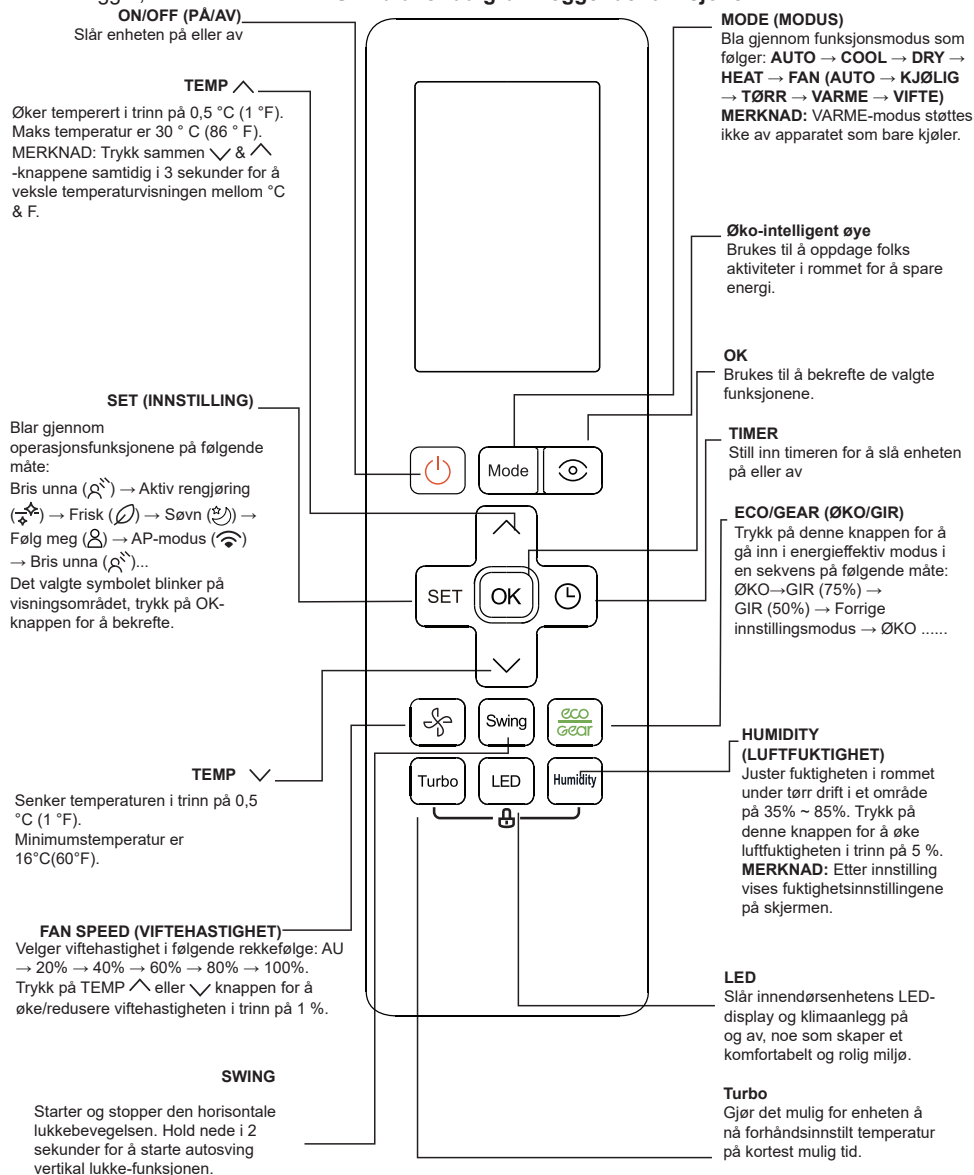 ON/OFF (PÅ/AV)
Slår enheten på eller av
TEMP
Øker temperert i trinn på 0,5 °C (1 °F).
Maks temperatur er 30 ° C (86 ° F).
MERKNAD: Trykk sammen & 
-knappene samtidig i 3 sekunder for å
veksle temperaturvisningen mellom °C
& F.
SET (INNSTILLING)
Blar gjennom
operasjonsfunksjonene på følgende
måte:
Bris unna ( ) → Aktiv rengjøring
( ) → Frisk ( ) → Søvn ( ) →
Følg meg ( ) → AP-modus ( )
→ Bris unna ( )...
Det valgte symbolet blinker på
visningsområdet, trykk på OK-
knappen for å bekrefte.
TEMP
Senker temperaturen i trinn på 0,5
°C (1 °F).
Minimumstemperatur er
16°C(60°F).
FAN SPEED (VIFTEHASTIGHET)
Velger viftehastighet i følgende rekkefølge: AU
→ 20% → 40% → 60% → 80% → 100%.
Trykk på TEMP eller knappen for å
øke/redusere viftehastigheten i trinn på 1 %.
SWING
Starter og stopper den horisontale
lukkebevegelsen. Hold nede i 2
sekunder for å starte autosving
vertikal lukke-funksjonen.
Mode
SET
OK
Swing
eco
Gear
Turbo
LED
Humidity
MODE (MODUS)
Bla gjennom funksjonsmodus som
følger: AUTO → COOL → DRY →
HEAT → FAN (AUTO → KJØLIG
→ TØRR → VARME → VIFTE)
MERKNAD: VARME-modus støttes
ikke av apparatet som bare kjøler.
Øko-intelligent øye
Brukes til å oppdage folks
aktiviteter i rommet for å spare
energi.
OK
Brukes til å bekrefte de valgte
funksjonene.
TIMER
Still inn timeren for å slå enheten
på eller av
ECO/GEAR (ØKO/GIR)
Trykk på denne knappen for å
gå inn i energieffektiv modus i
en sekvens på følgende måte:
ØKO→GIR (75%) →
GIR (50%) → Forrige
innstillingsmodus → ØKO ......
HUMIDITY
(LUFTFUKTIGHET)
Juster fuktigheten i rommet
under tørr drift i et område
på 35% ~ 85%. Trykk på
denne knappen for å øke
luftfuktigheten i trinn på 5 %.
MERKNAD: Etter innstilling
vises fuktighetsinnstillingene
på skjermen.
LED
Slår innendørsenhetens LED-
display og klimaanlegg på
og av, noe som skaper et
komfortabelt og rolig miljø.
Turbo
Gjør det mulig for enheten å
nå forhåndsinnstilt temperatur
på kortest mulig tid.